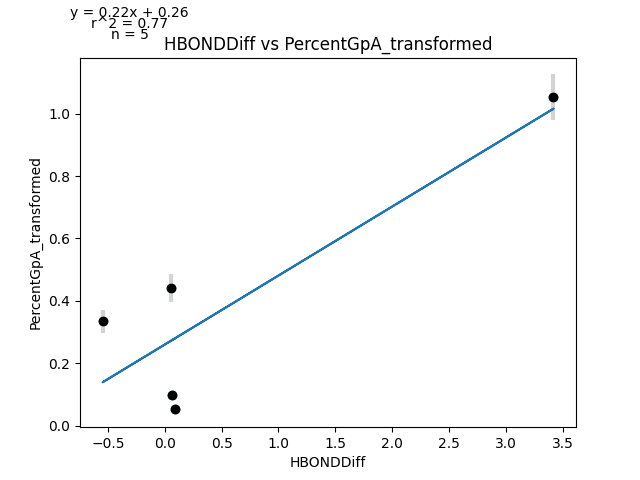 y = 0.22x + 0.26
r^2 = 0.77
n = 5
HBONDDiff vs PercentGpA_transformed
PercentGpA_transformed
1.0
0.8
0.6
0.4
0.2
0.0
−0.5 0.0 0.5 1.0 1.5 2.0 2.5 3.0 3.5
HBONDDiff